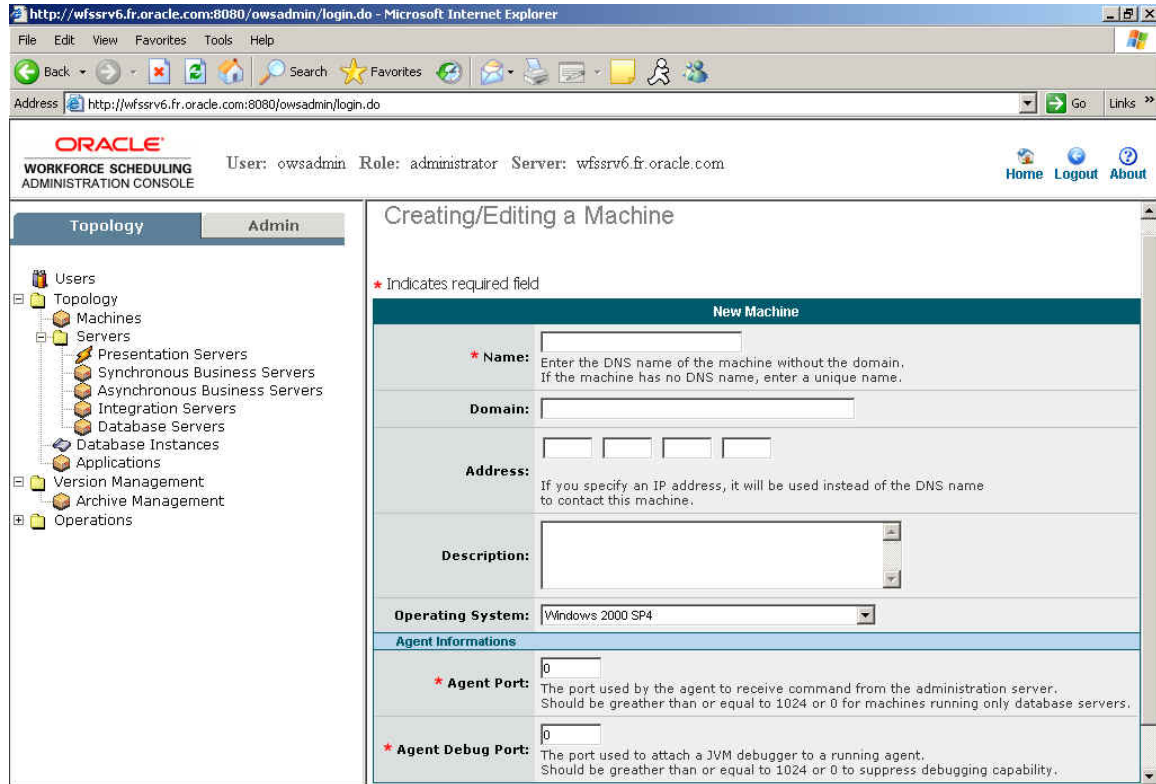 http://wfssrv6.fr.oracle.com:8080/owsadmin/login.do - Microsoft Internet Explorer
File Edit View Favorites Tools Help
Back Search Favorites
Address http://wfssrv6.fr.oracle.com:8080/owsadmin/login.do Go Links »
ORACLE
WORKFORCE SCHEDULING
ADMINISTRATION CONSOLE
User: owsadmin Role: administrator Server: wfssrv6.fr.oracle.com
Home Logout About
Topology Admin
Users
Topology
Machines
Servers
Presentation Servers
Synchronous Business Servers
Asynchronous Business Servers
Integration Servers
Database Servers
Database Instances
Applications
Version Management
Archive Management
Operations
Creating/Editing a Machine
* Indicates required field
New Machine
* Name:
Enter the DNS name of the machine without the domain.
If the machine has no DNS name, enter a unique name.
Domain:
Address:
If you specify an IP address, it will be used instead of the DNS name
to contact this machine.
Description:
Operating System: Windows 2000 SP4
Agent Informations
* Agent Port: 0
The port used by the agent to receive command from the administration server.
Should be greather than or equal to 1024 or 0 for machines running only database servers.
* Agent Debug Port: 0
The port used to attach a JVM debugger to a running agent.
Should be greather than or equal to 1024 or 0 to suppress debugging capability.